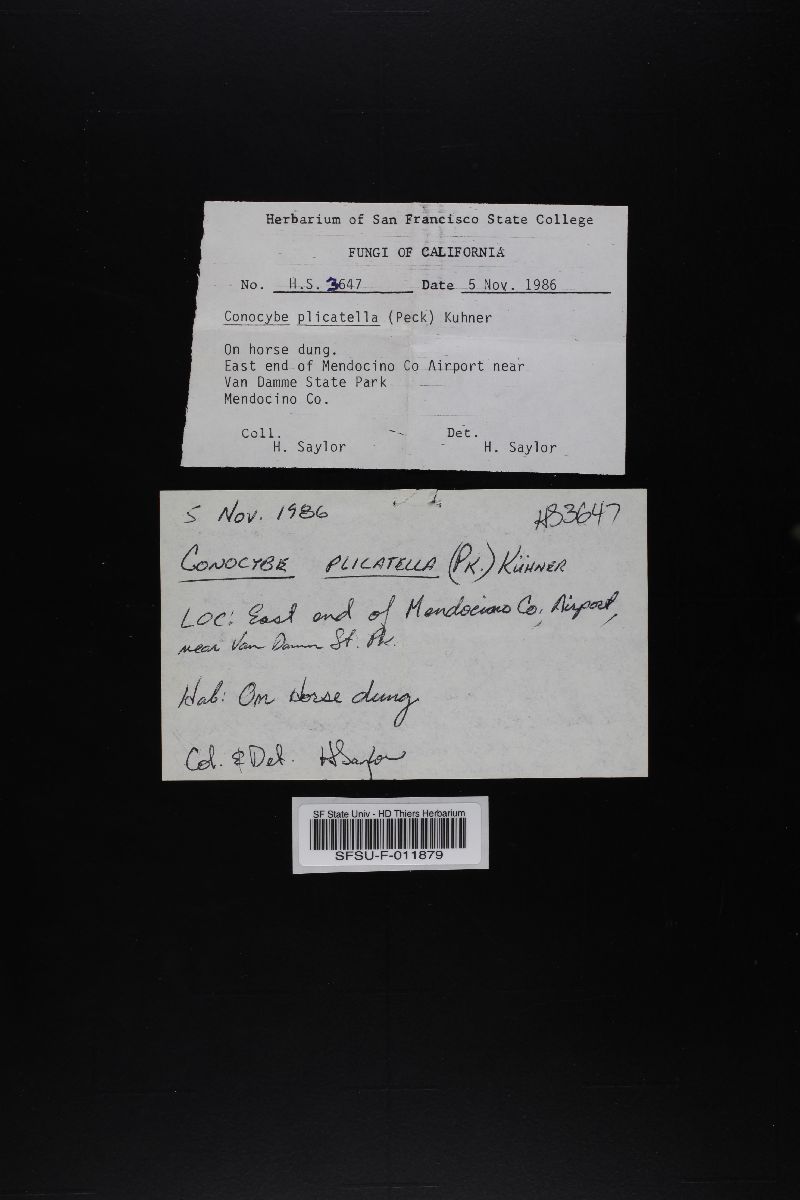 Herbarium of San Francisco State College
FUNGI OF CALIFORNIA
No. H.S. 3647 Date 5 Nov. 1986
Conocybe plicatella (Peck) Kuhner
On horse dung.
East end of Mendocino Co Airport near
Van Damme State Park
Mendocino Co.
Coll. Det.
H. Saylor H. Saylor
5 Nov. 1986 HS3647
CONOCYBE PLICATELLA (PK.) KÜHNER
LOC: East end of Mendocino Co. Airport,
near Van Damm St. Pk.
Hab: On Horse dung
Col. & Det. HSaylor
SF State Univ - HD Thiers Herbarium
SFSU-F-011879